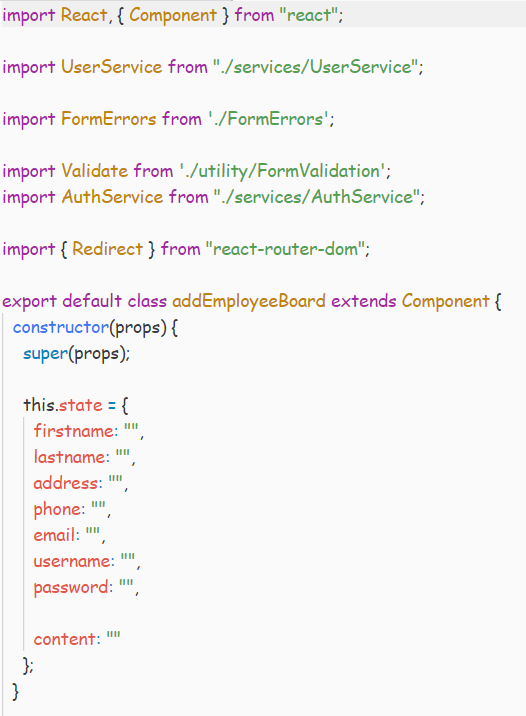 import React, { Component } from "react";
import UserService from "./services/UserService";
import FormErrors from './FormErrors';
import Validate from './utility/FormValidation';
import AuthService from "./services/AuthService";
import { Redirect } from "react-router-dom";
export default class addEmployeeBoard extends Component {
constructor(props) {
super(props);
this.state = {
firstname: "",
lastname: "",
address: "",
phone: "",
email: "",
username: "",
password: "",
content: ""
};
}